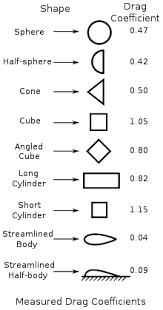 Shape Drag
Coefficient
Sphere 0.47
Half-sphere 0.42
Cone 0.50
Cube 1.05
Angled
Cube 0.80
Long
Cylinder 0.82
Short
Cylinder 1.15
Streamlined
Body 0.04
Streamlined
Half-body 0.09
Measured Drag Coefficients